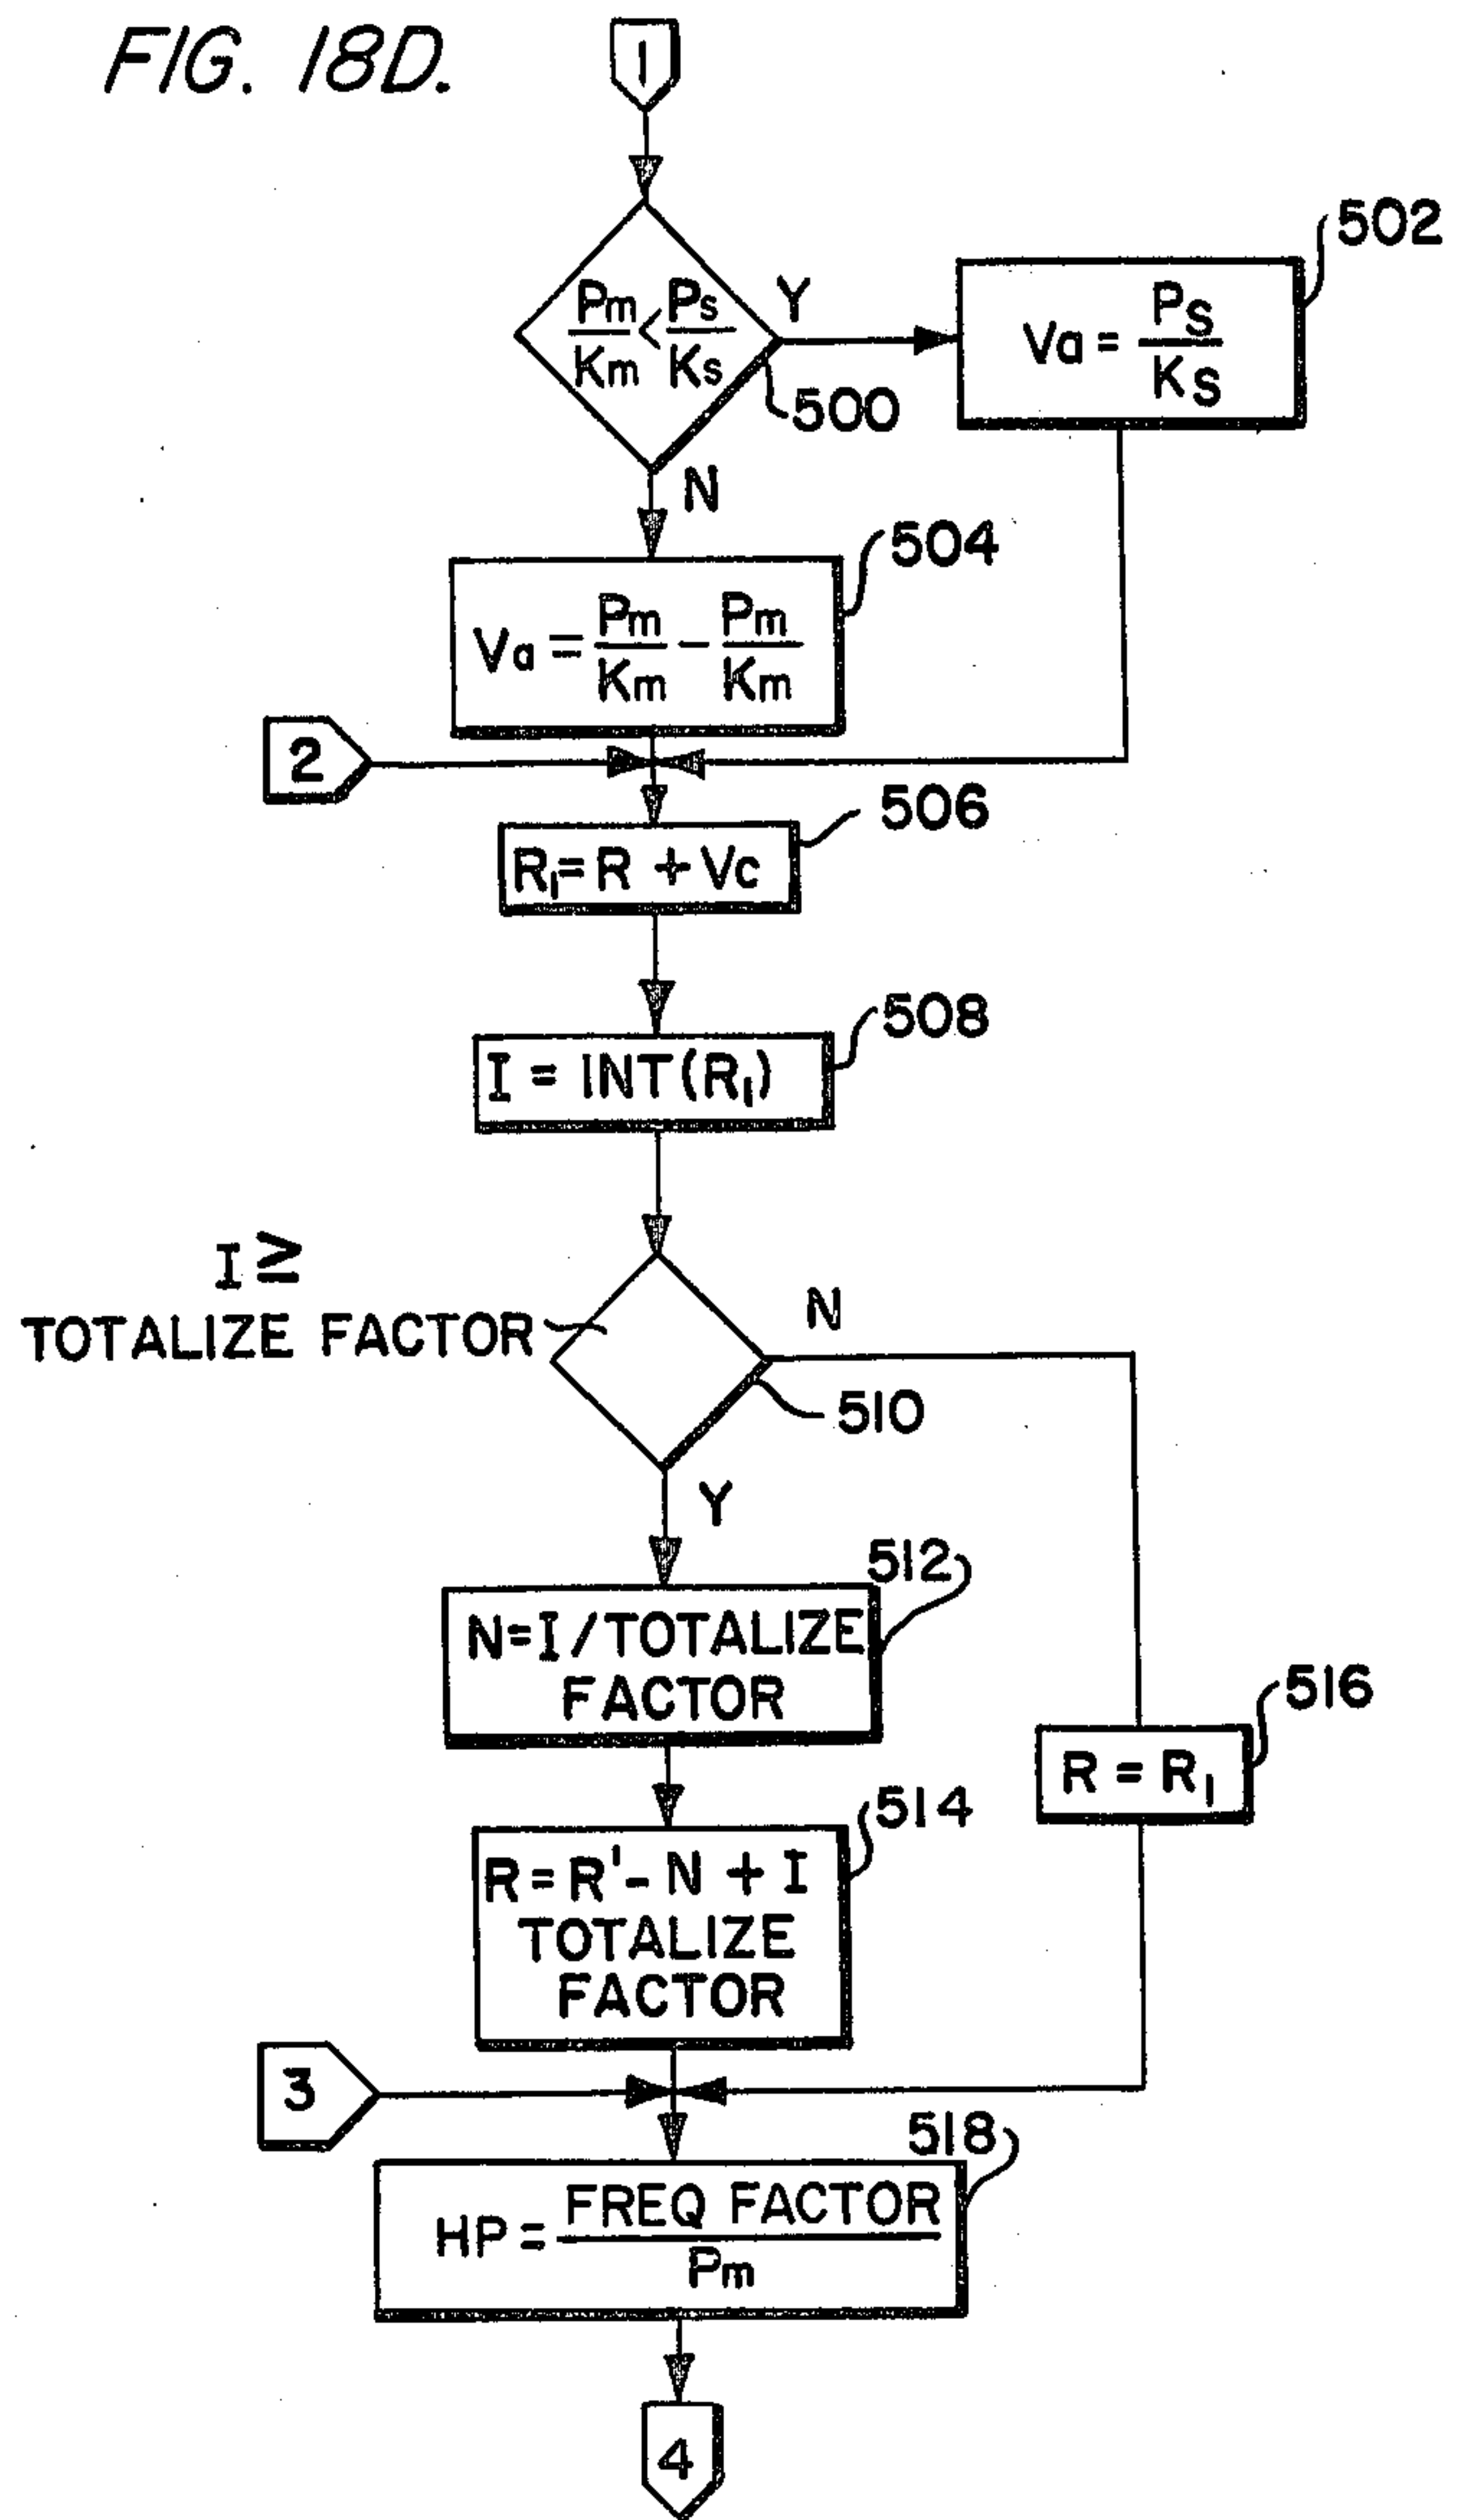 FIG. 18D.
1
Pm/Km < Ps/Ks
Y
500
N
502
Va = Ps/Ks
504
Va = Pm/Km - Pm/Km
2
506
R1 = R + Vc
508
I = INT(R1)
I ≥
TOTALIZE FACTOR
N
510
Y
512
N=I/TOTALIZE
FACTOR
516
R = R1
514
R=R'-N+I
TOTALIZE
FACTOR
3
518
HP = FREQ FACTOR/Pm
4